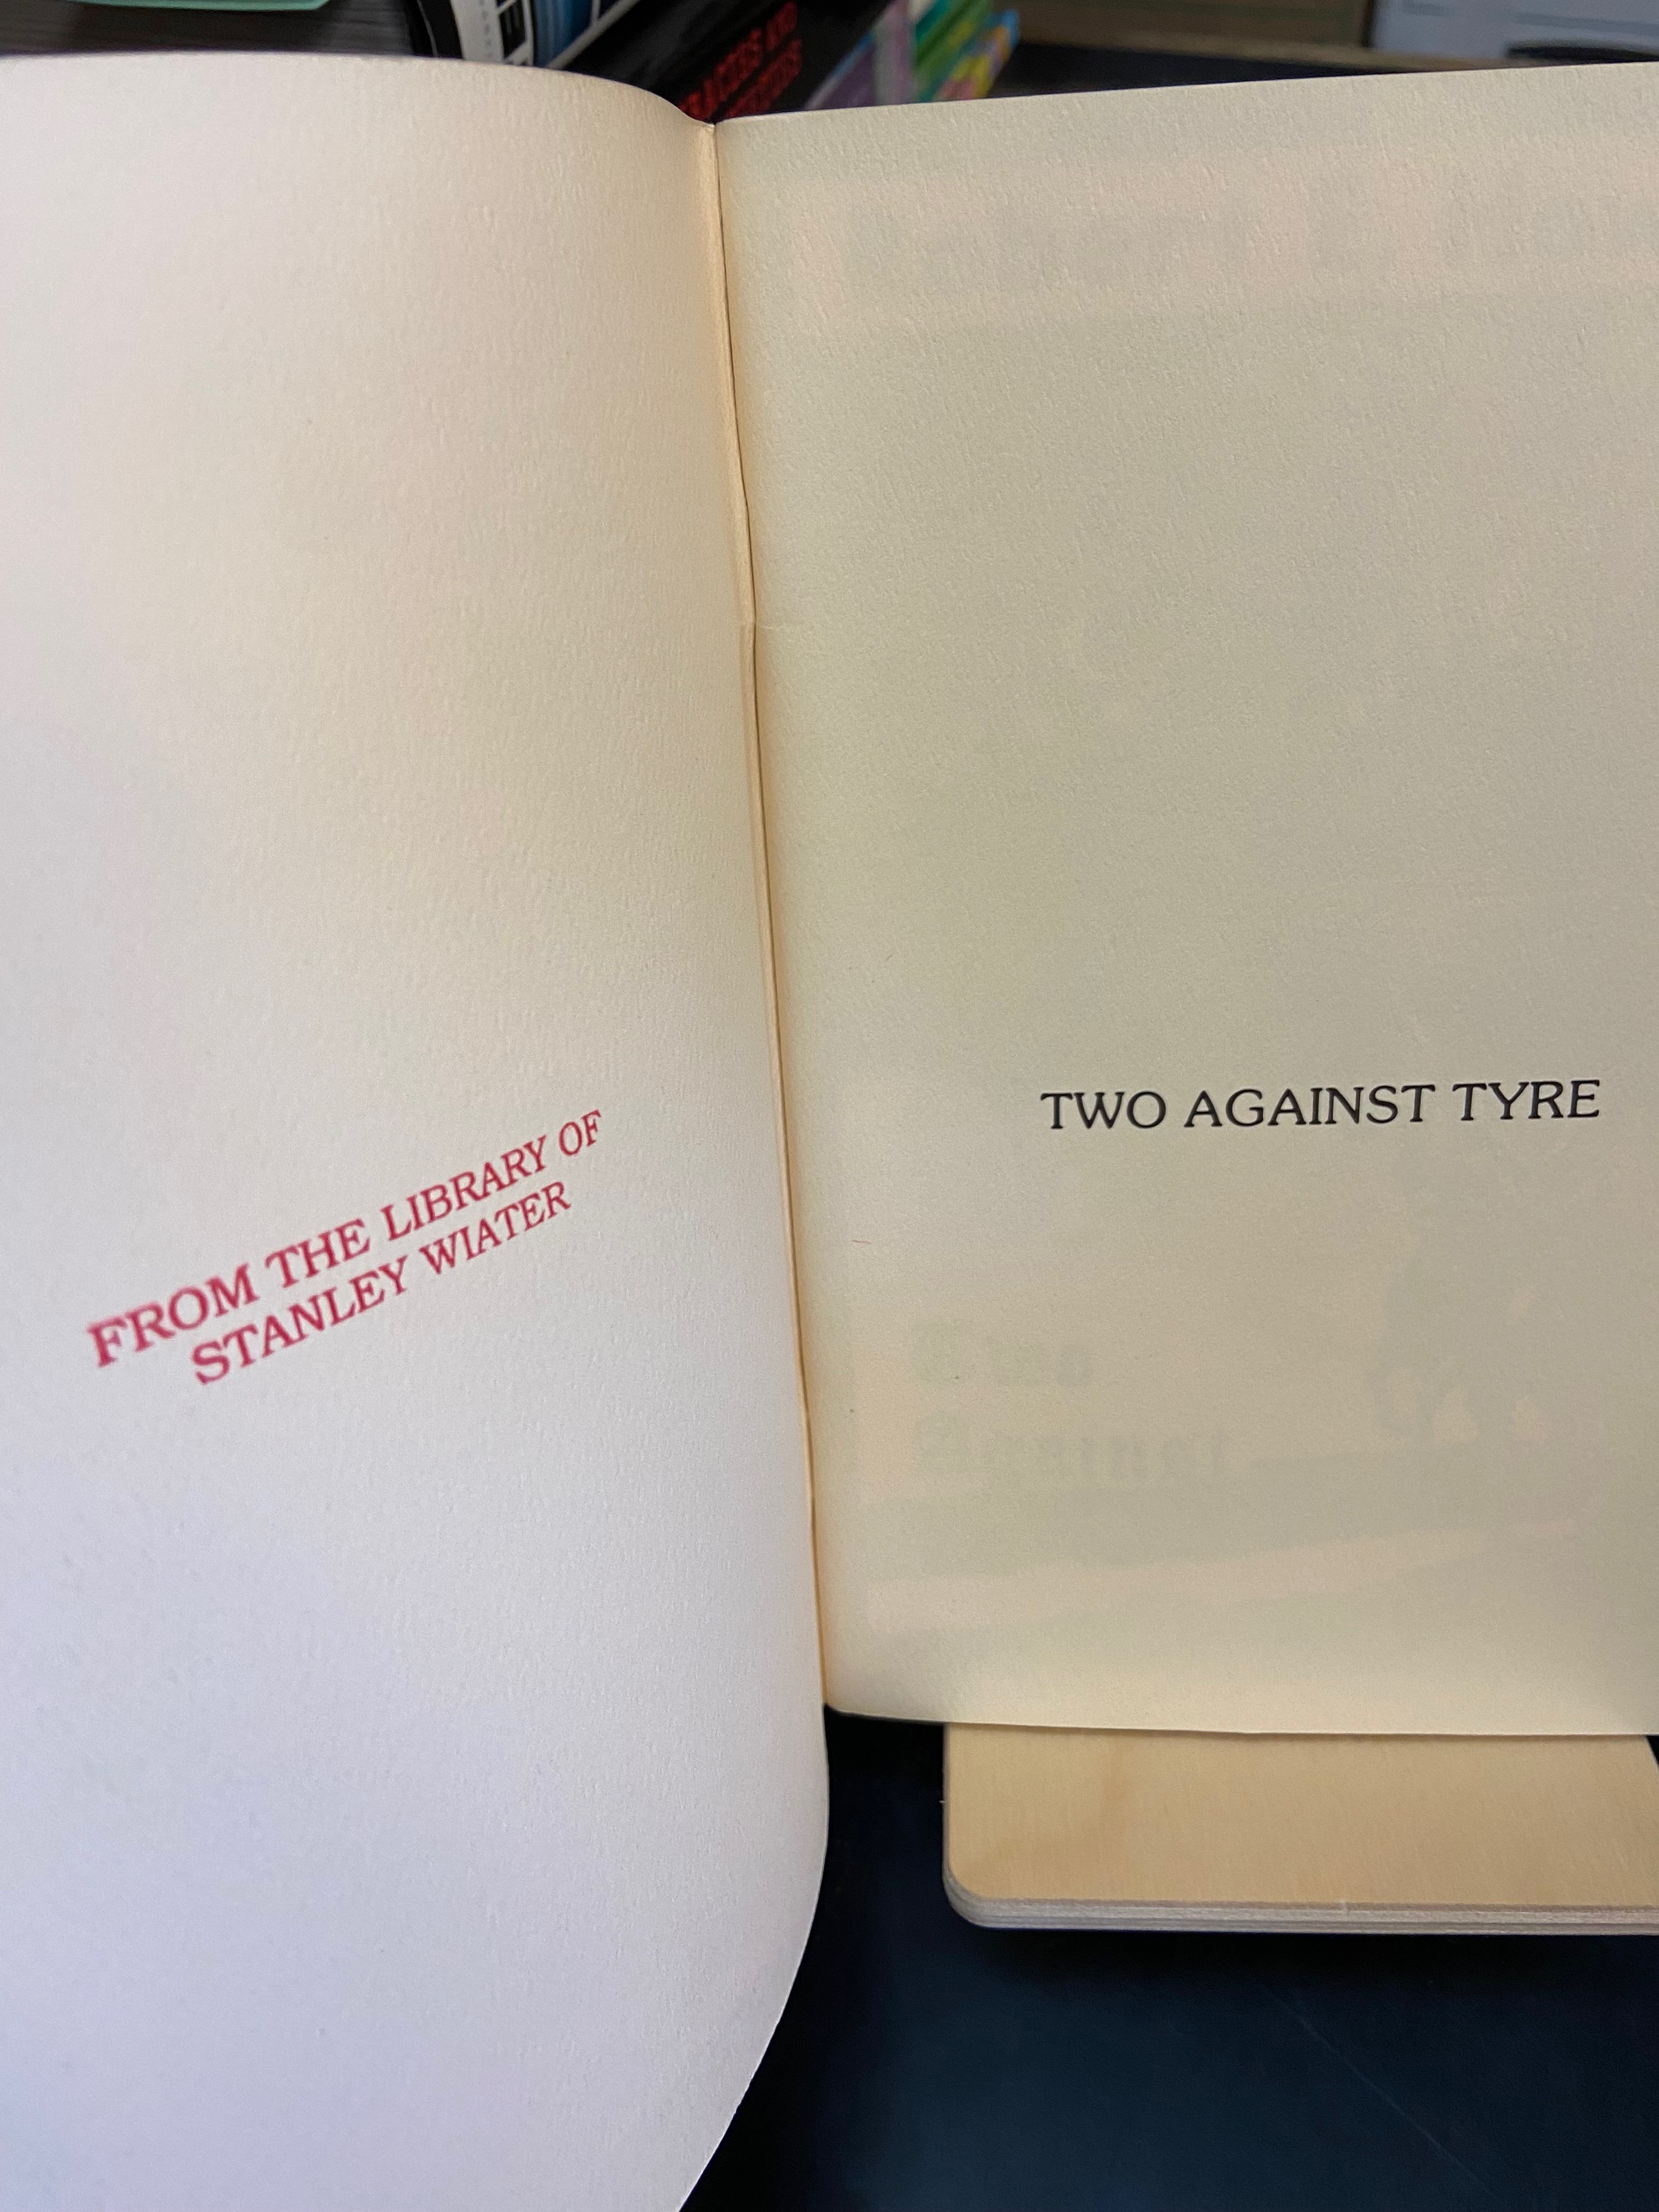 FROM THE LIBRARY OF
STANLEY WIATER
TWO AGAINST TYRE